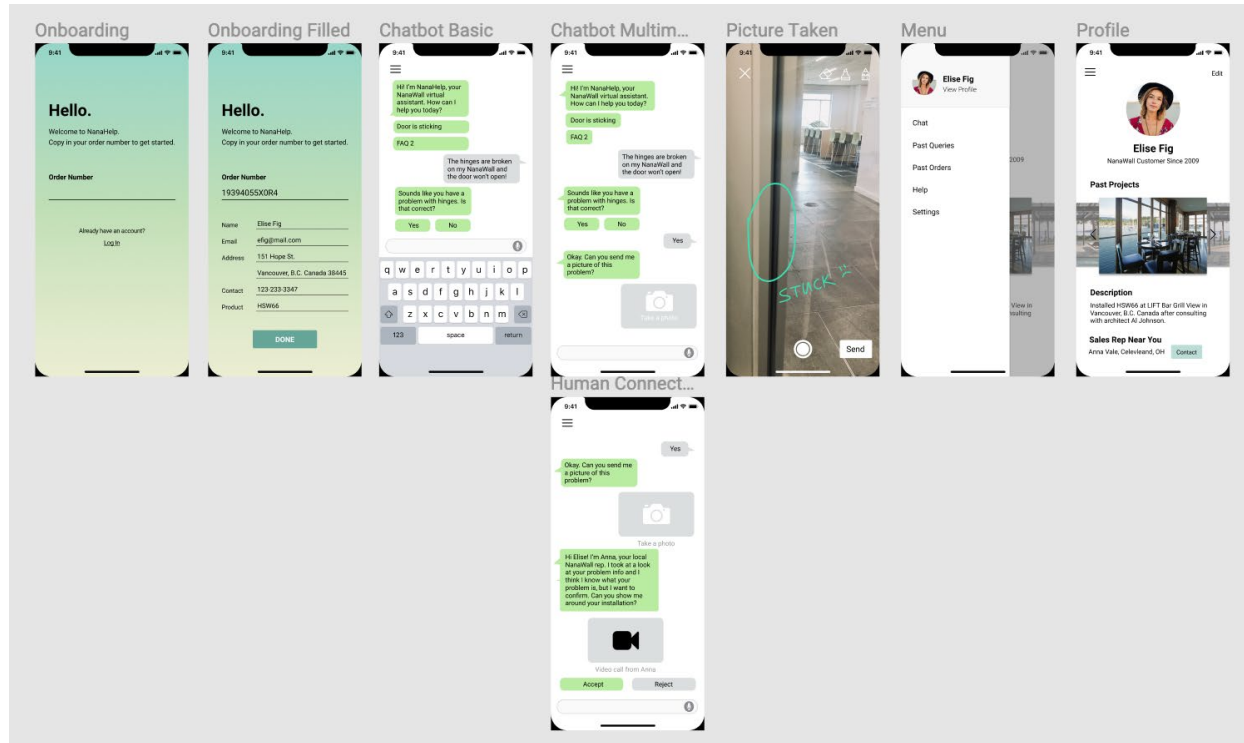 Onboarding
9:41
Hello.
Welcome to NanaHelp.
Copy in your order number to get started.
Order Number
Already have an account?
Log In
Onboarding Filled
9:41
Hello.
Welcome to NanaHelp.
Copy in your order number to get started.
Order Number
19394055X0R4
Name
Elise Fig
Email
efig@mail.com
Address
151 Hope St.
Vancouver, B.C. Canada 38445
Contact
123-233-3347
Product
HSW66
DONE
Chatbot Basic
9:41
Hi! I'm NanaHelp, your
NanaWall virtual
assistant. How can I
help you today?
Door is sticking
FAQ 2
The hinges are broken
on my NanaWall and
the door won't open!
Sounds like you have a
problem with hinges. Is
that correct?
Yes
No
q w e r t y u i o p
a s d f g h j k l
z x c v b n m
123
space
return
Chatbot Multim...
9:41
Hi! I'm NanaHelp, your
NanaWall virtual assistant.
How can I help you today?
Door is sticking
FAQ 2
The hinges are broken
on my NanaWall and
the door won't open!
Sounds like you have a
problem with hinges. Is
that correct?
Yes
No
Yes
Okay. Can you send me
a picture of this
problem?
Take a photo
Picture Taken
9:41
STUCK
Send
Menu
Elise Fig
View Profile
Chat
Past Queries
Past Orders
Help
Settings
2009
View in
nsulting
Profile
9:41
Edit
Elise Fig
NanaWall Customer Since 2009
Past Projects
Description
Installed HSW66 at LIFT Bar Grill View in
Vancouver, B.C. Canada after consulting
with architect Al Johnson.
Sales Rep Near You
Anna Vale, Celevleand, OH
Contact
Human Connect...
9:41
Yes
Okay. Can you send me
a picture of this
problem?
Take a photo
Hi Elise! I'm Anna, your local
NanaWall rep. I took at a look
at your problem info and I
think I know what your
problem is, but I want to
confirm. Can you show me
around your installation?
Video call from Anna
Accept
Reject